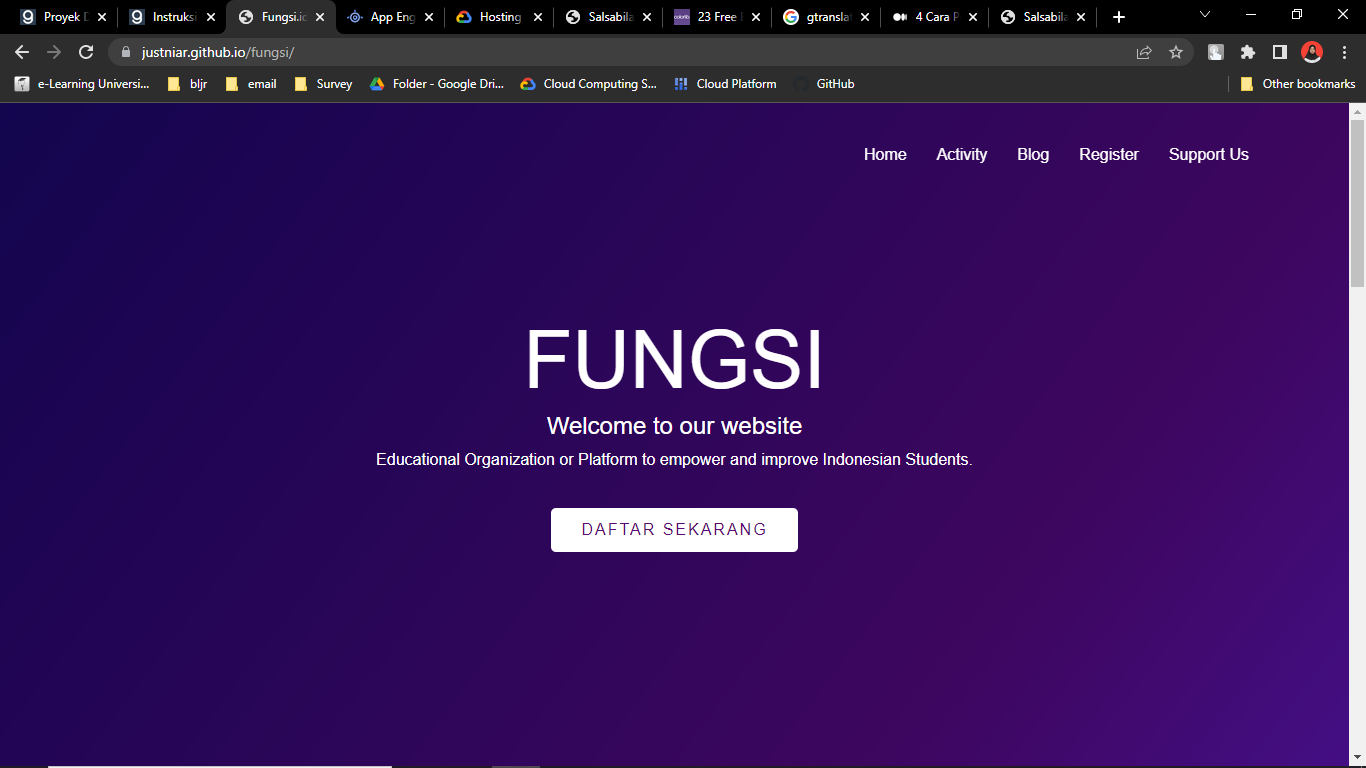 Proyek D
Instruksi
Fungsi.io
App Eng
Hosting
Salsabila
23 Free
gtranslat
4 Cara P
Salsabila
justniar.github.io/fungsi/
e-Learning Universi...
bljr
email
Survey
Folder - Google Dri...
Cloud Computing S...
Cloud Platform
GitHub
Other bookmarks
Home
Activity
Blog
Register
Support Us
FUNGSI
Welcome to our website
Educational Organization or Platform to empower and improve Indonesian Students.
DAFTAR SEKARANG